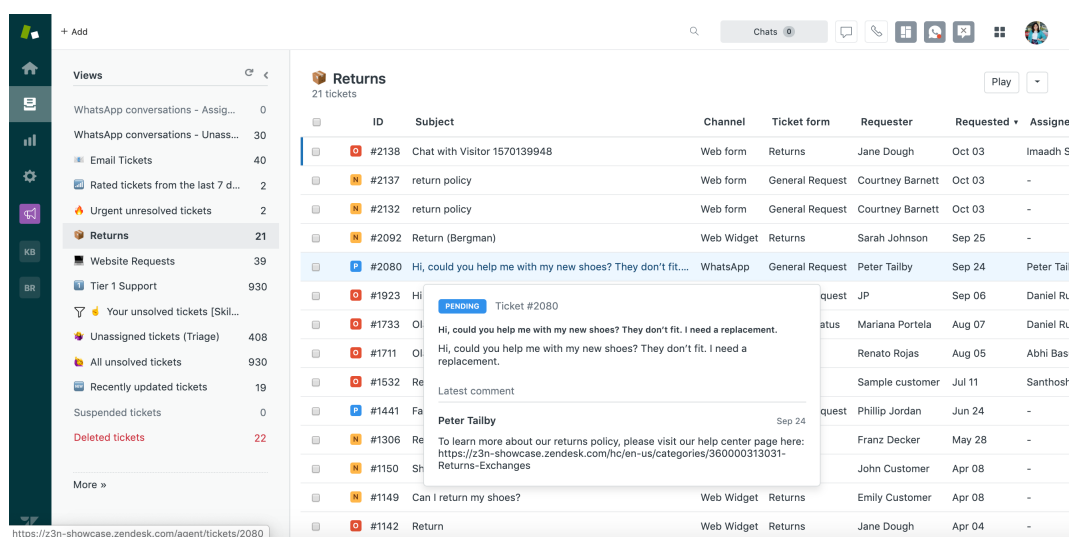 + Add
Chats 0
Views
WhatsApp conversations - Assig... 0
WhatsApp conversations - Unass... 30
Email Tickets 40
Rated tickets from the last 7 d... 2
Urgent unresolved tickets 2
Returns 21
Website Requests 39
Tier 1 Support 930
Your unsolved tickets [Skil...
Unassigned tickets (Triage) 408
All unsolved tickets 930
Recently updated tickets 19
Suspended tickets 0
Deleted tickets 22
More »
KB
BR
https://z3n-showcase.zendesk.com/agent/tickets/2080
Returns
21 tickets
Play
ID Subject Channel Ticket form Requester Requested Assigne
O #2138 Chat with Visitor 1570139948 Web form Returns Jane Dough Oct 03 Imaadh S
N #2137 return policy Web form General Request Courtney Barnett Oct 03 -
N #2132 return policy Web form General Request Courtney Barnett Oct 03 -
N #2092 Return (Bergman) Web Widget Returns Sarah Johnson Sep 25 -
P #2080 Hi, could you help me with my new shoes? They don't fit.... WhatsApp General Request Peter Tailby Sep 24 Peter Tail
O #1923 Hi quest JP Sep 06 Daniel Ru
O #1733 Ol atus Mariana Portela Aug 07 Daniel Ru
O #1711 Ol Renato Rojas Aug 05 Abhi Bas
O #1532 Re Sample customer Jul 11 Santhosh
P #1441 Fa quest Phillip Jordan Jun 24 -
N #1306 Re Franz Decker May 28 -
N #1150 Sh John Customer Apr 08 -
N #1149 Can I return my shoes? Web Widget Returns Emily Customer Apr 08 -
O #1142 Return Web Widget Returns Jane Dough Apr 04 -
PENDING Ticket #2080
Hi, could you help me with my new shoes? They don't fit. I need a replacement.
Hi, could you help me with my new shoes? They don't fit. I need a
replacement.
Latest comment
Peter Tailby Sep 24
To learn more about our returns policy, please visit our help center page here:
https://z3n-showcase.zendesk.com/hc/en-us/categories/360000313031-
Returns-Exchanges